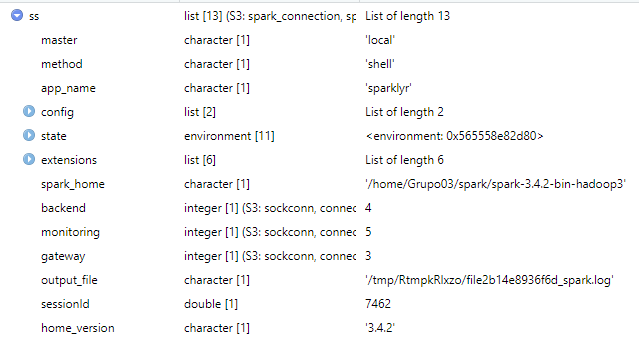 ss list [13] (S3: spark_connection, sp List of length 13
master character [1] 'local'
method character [1] 'shell'
app_name character [1] 'sparklyr'
config list [2] List of length 2
state environment [11] <environment: 0x565558e82d80>
extensions list [6] List of length 6
spark_home character [1] '/home/Grupo03/spark/spark-3.4.2-bin-hadoop3'
backend integer [1] (S3: sockconn, connec 4
monitoring integer [1] (S3: sockconn, connec 5
gateway integer [1] (S3: sockconn, connec 3
output_file character [1] '/tmp/RtmpkRlxzo/file2b14e8936f6d_spark.log'
sessionId double [1] 7462
home_version character [1] '3.4.2'